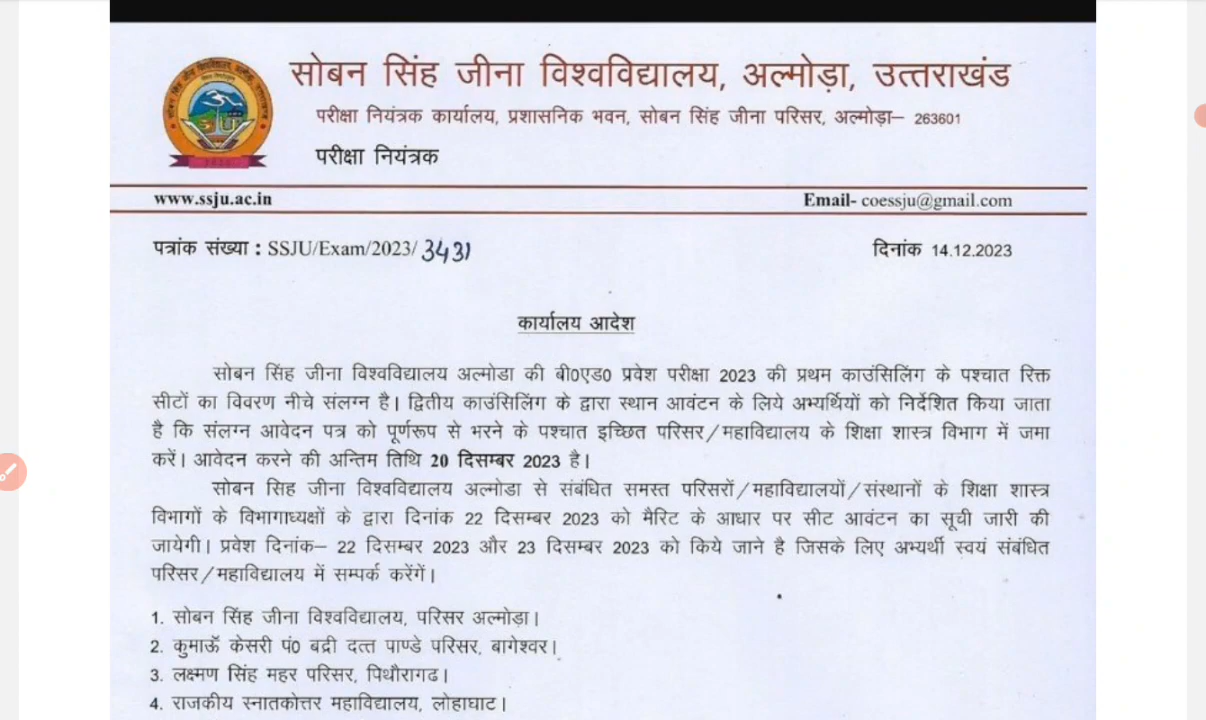 सोबन सिंह जीना विश्वविद्यालय, अल्मोड़ा, उत्तराखंड
परीक्षा नियंत्रक कार्यालय, प्रशासनिक भवन, सोबन सिंह जीना परिसर, अल्मोड़ा– 263601
परीक्षा नियंत्रक
www.ssju.ac.in Email- coessju@gmail.com
पत्रांक संख्या : SSJU/Exam/2023/ 3431 दिनांक 14.12.2023
कार्यालय आदेश
सोबन सिंह जीना विश्वविद्यालय अल्मोडा की बी0एड0 प्रवेश परीक्षा 2023 की प्रथम काउंसिलिंग के पश्चात रिक्त
सीटों का विवरण नीचे संलग्न है। द्वितीय काउंसिलिंग के द्वारा स्थान आवंटन के लिये अभ्यर्थियों को निर्देशित किया जाता
है कि संलग्न आवेदन पत्र को पूर्णरूप से भरने के पश्चात इच्छित परिसर/महाविद्यालय के शिक्षा शास्त्र विभाग में जमा
करें। आवेदन करने की अन्तिम तिथि 20 दिसम्बर 2023 है।
सोबन सिह जीना विश्वविद्यालय अल्मोडा से संबंधित समस्त परिसरों/महाविद्यालयों/संस्थानों के शिक्षा शास्त्र
विभागों के विभागाध्यक्षों के द्वारा दिनांक 22 दिसम्बर 2023 को मैरिट के आधार पर सीट आवंटन का सूची जारी की
जायेगी। प्रवेश दिनांक– 22 दिसम्बर 2023 और 23 दिसम्बर 2023 को किये जाने है जिसके लिए अभ्यर्थी स्वयं संबंधित
परिसर/महाविद्यालय में सम्पर्क करेंगें।
1. सोबन सिंह जीना विश्वविद्यालय, परिसर अल्मोड़ा।
2. कुमाऊॅ केसरी पं0 बद्री दत्त पाण्डे परिसर, बागेश्वर।
3. लक्ष्मण सिंह महर परिसर, पिथौरागढ।
4. राजकीय स्नातकोत्तर महाविद्यालय, लोहाघाट।